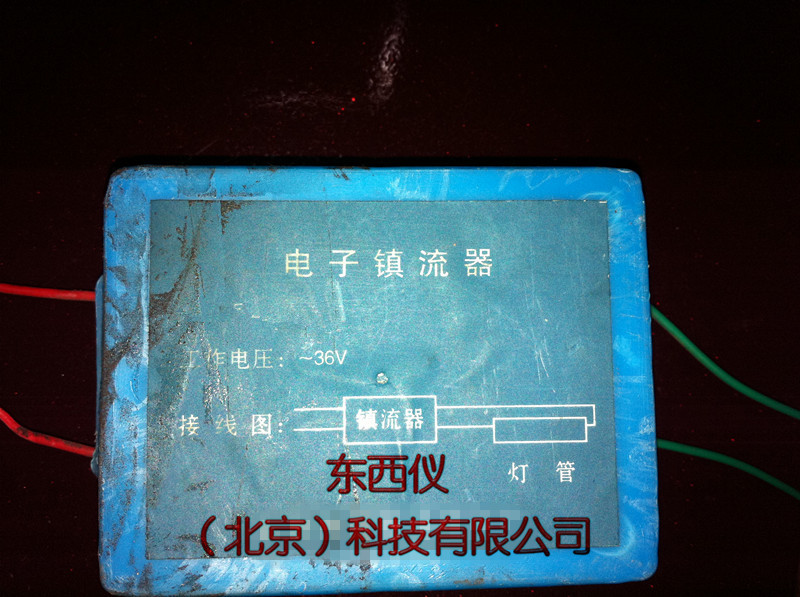 电子镇流器
工作电压：~36V
接线图：
镇流器
灯管
东西仪
（北京）科技有限公司